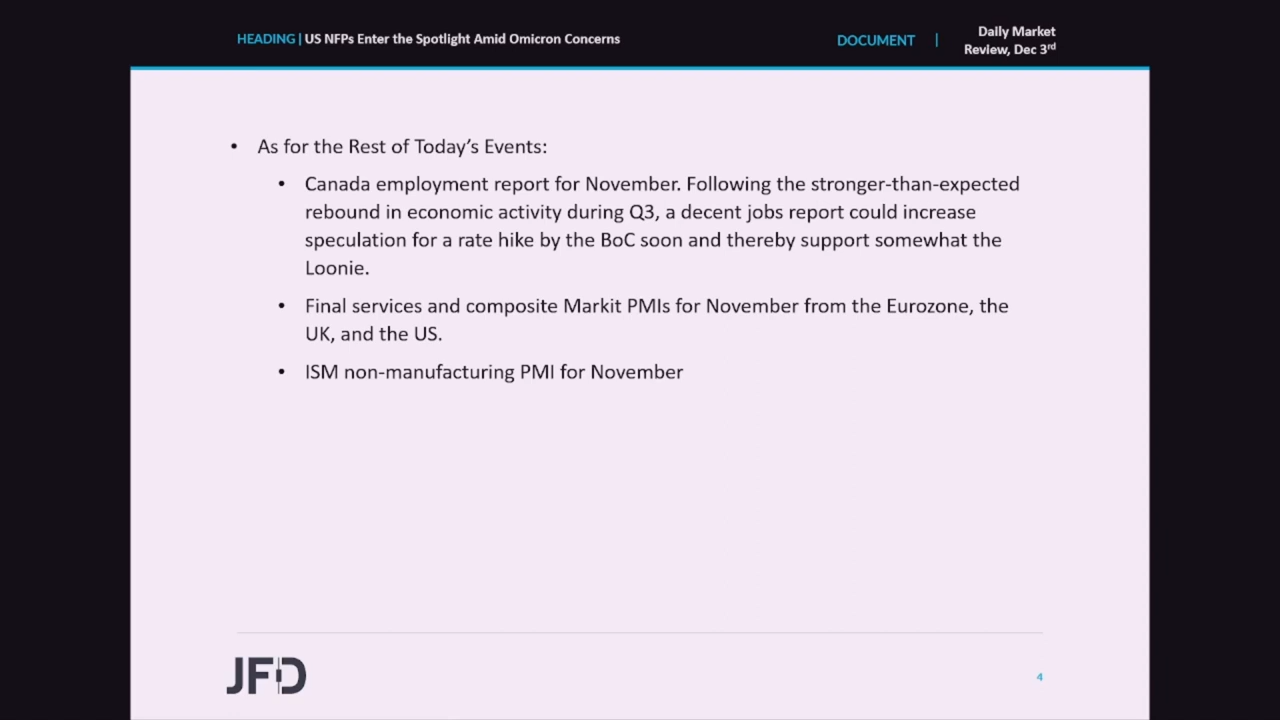 HEADING | US NFPs Enter the Spotlight Amid Omicron Concerns
DOCUMENT |
Daily Market
Review, Dec 3rd
• As for the Rest of Today’s Events:
• Canada employment report for November. Following the stronger-than-expected
rebound in economic activity during Q3, a decent jobs report could increase
speculation for a rate hike by the BoC soon and thereby support somewhat the
Loonie.
• Final services and composite Markit PMIs for November from the Eurozone, the
UK, and the US.
• ISM non-manufacturing PMI for November
JFD
4